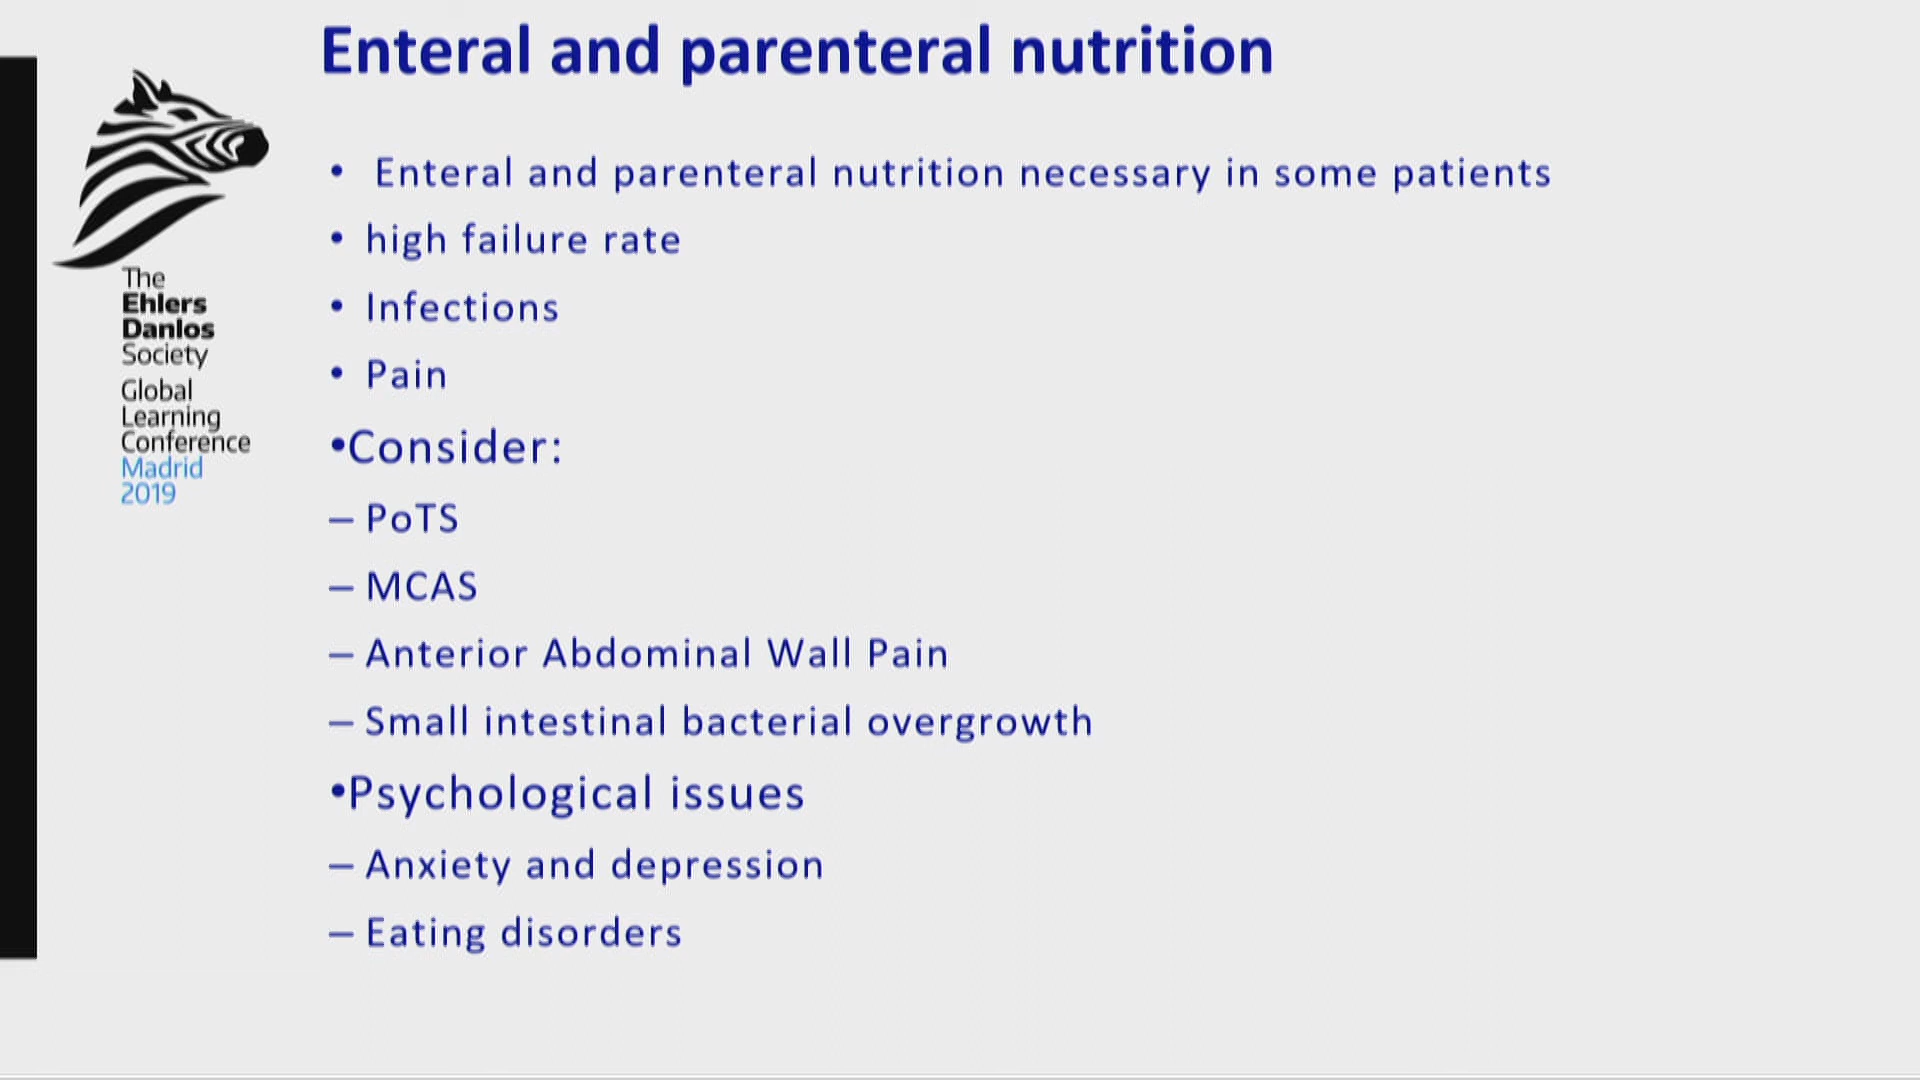 Enteral and parenteral nutrition
• Enteral and parenteral nutrition necessary in some patients
• high failure rate
• Infections
• Pain
•Consider:
– PoTS
– MCAS
– Anterior Abdominal Wall Pain
– Small intestinal bacterial overgrowth
•Psychological issues
– Anxiety and depression
– Eating disorders
The
Ehlers
Danlos
Society
Global
Learning
Conference
Madrid
2019